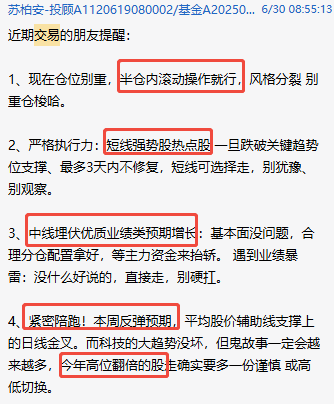 苏柏安-投顾A1120619080002/基金A20250... 6/30 08:55:13
近期交易的朋友提醒：
1、现在仓位别重，半仓内滚动操作就行，风格分裂 别
重仓梭哈。
2、严格执行力：短线强势股热点股 一旦跌破关键趋势
位支撑、最多3天内不修复，短线可选择走，别犹豫、
别观察。
3、中线埋伏优质业绩类预期增长：基本面没问题，合
理分仓配置拿好，等主力资金来抬轿。 遇到业绩暴
雷：没什么好说的，直接走，别硬扛。
4、紧密陪跑！本周反弹预期，平均股价辅助线支撑上
的日线金叉。而科技的大趋势没坏，但鬼故事一定会越
来越多，今年高位翻倍的股走确实要多一份谨慎 或高
低切换。